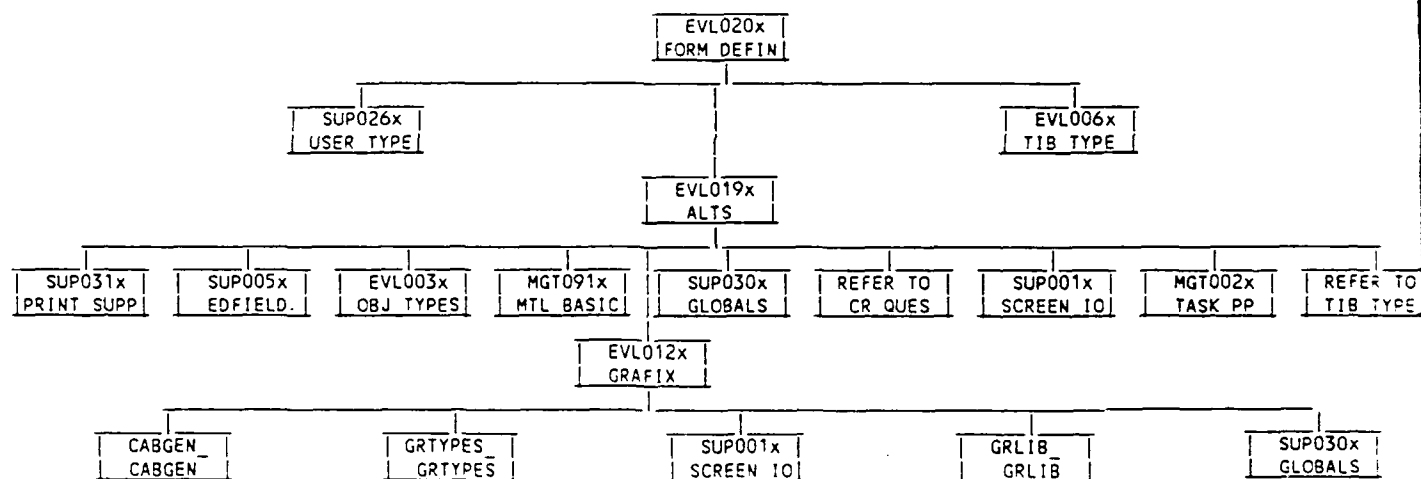 EVL020x
FORM DEFIN
SUP026x
USER TYPE
EVL006x
TIB TYPE
EVL019x
ALTS
SUP031x
PRINT SUPP
SUP005x
EDFIELD.
EVL003x
OBJ TYPES
MGT091x
MTL BASIC
SUP030x
GLOBALS
REFER TO
CR QUES
SUP001x
SCREEN IO
MGT002x
TASK PP
REFER TO
TIB TYPE
EVL012x
GRAFIX
CABGEN_
CABGEN
GRTYPES_
GRTYPES
SUP001x
SCREEN IO
GRLIB_
GRLIB
SUP030x
GLOBALS